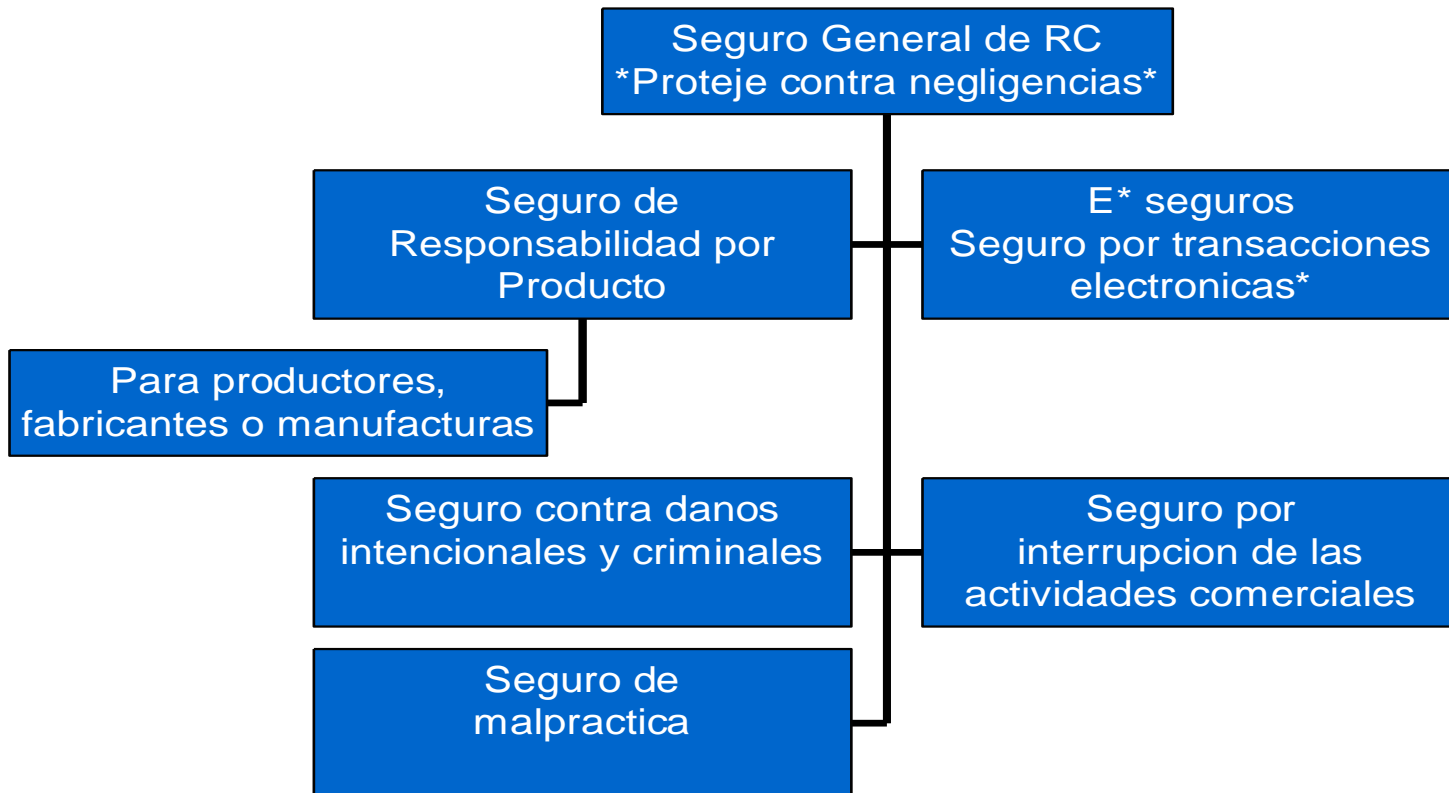 Seguro General de RC
*Proteje contra negligencias*
Seguro de
Responsabilidad por
Producto
E* seguros
Seguro por transacciones
electronicas*
Para productores,
fabricantes o manufacturas
Seguro contra danos
intencionales y criminales
Seguro por
interrupcion de las
actividades comerciales
Seguro de
malpractica